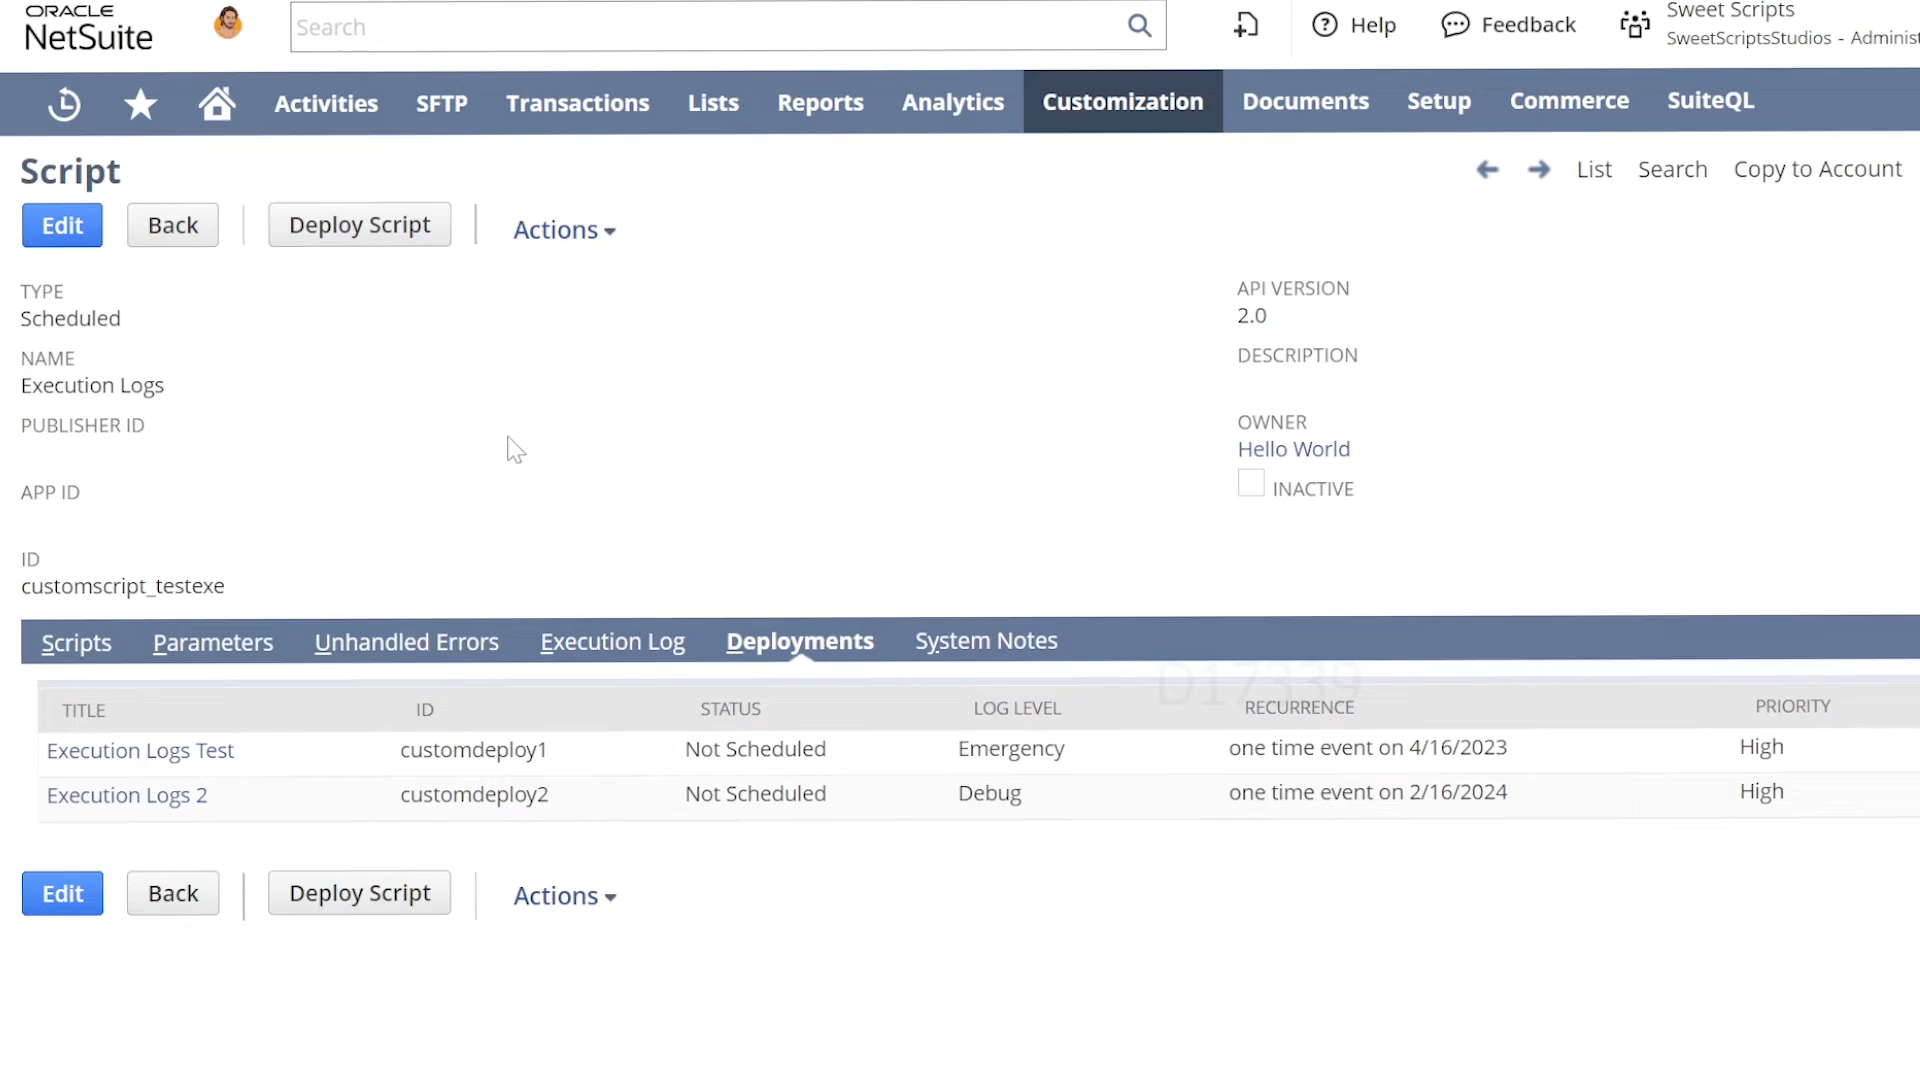 ORACLE
NetSuite
Search
Help
Feedback
Sweet Scripts
SweetScriptsStudios - Administ
Activities
SFTP
Transactions
Lists
Reports
Analytics
Customization
Documents
Setup
Commerce
SuiteQL
Script
List
Search
Copy to Account
Edit
Back
Deploy Script
Actions
TYPE
Scheduled
NAME
Execution Logs
PUBLISHER ID
APP ID
ID
customscript_testexe
API VERSION
2.0
DESCRIPTION
OWNER
Hello World
INACTIVE
Scripts
Parameters
Unhandled Errors
Execution Log
Deployments
System Notes
D17339
TITLE ID STATUS LOG LEVEL RECURRENCE PRIORITY
Execution Logs Test customdeploy1 Not Scheduled Emergency one time event on 4/16/2023 High
Execution Logs 2 customdeploy2 Not Scheduled Debug one time event on 2/16/2024 High
Edit
Back
Deploy Script
Actions